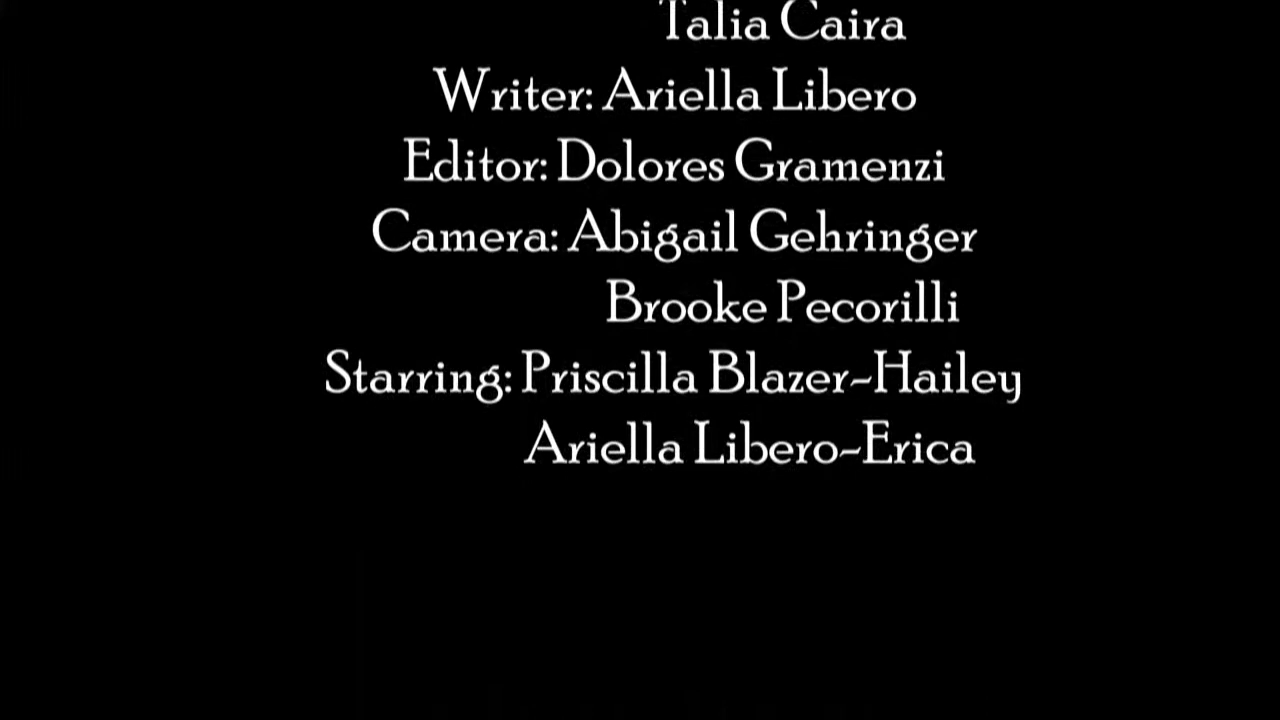 Talia Caira
Writer: Ariella Libero
Editor: Dolores Gramenzi
Camera: Abigail Gehringer
Brooke Pecorilli
Starring: Priscilla Blazer-Hailey
Ariella Libero-Erica